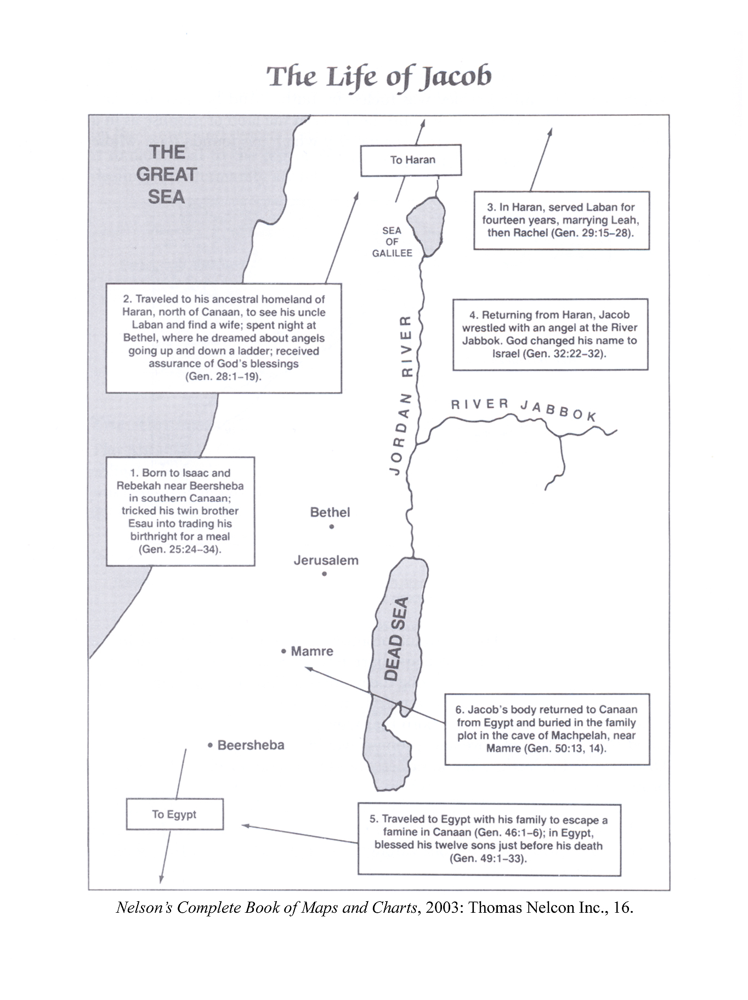 The Life of Jacob
THE
GREAT
SEA
To Haran
3. In Haran, served Laban for
fourteen years, marrying Leah,
then Rachel (Gen. 29:15–28).
SEA
OF
GALILEE
2. Traveled to his ancestral homeland of
Haran, north of Canaan, to see his uncle
Laban and find a wife; spent night at
Bethel, where he dreamed about angels
going up and down a ladder; received
assurance of God's blessings
(Gen. 28:1–19).
4. Returning from Haran, Jacob
wrestled with an angel at the River
Jabbok. God changed his name to
Israel (Gen. 32:22–32).
JORDAN RIVER
RIVER JABBOK
1. Born to Isaac and
Rebekah near Beersheba
in southern Canaan;
tricked his twin brother
Esau into trading his
birthright for a meal
(Gen. 25:24–34).
Bethel
Jerusalem
DEAD SEA
Mamre
6. Jacob's body returned to Canaan
from Egypt and buried in the family
plot in the cave of Machpelah, near
Mamre (Gen. 50:13, 14).
Beersheba
To Egypt
5. Traveled to Egypt with his family to escape a
famine in Canaan (Gen. 46:1–6); in Egypt,
blessed his twelve sons just before his death
(Gen. 49:1–33).
Nelson's Complete Book of Maps and Charts, 2003: Thomas Nelcon Inc., 16.